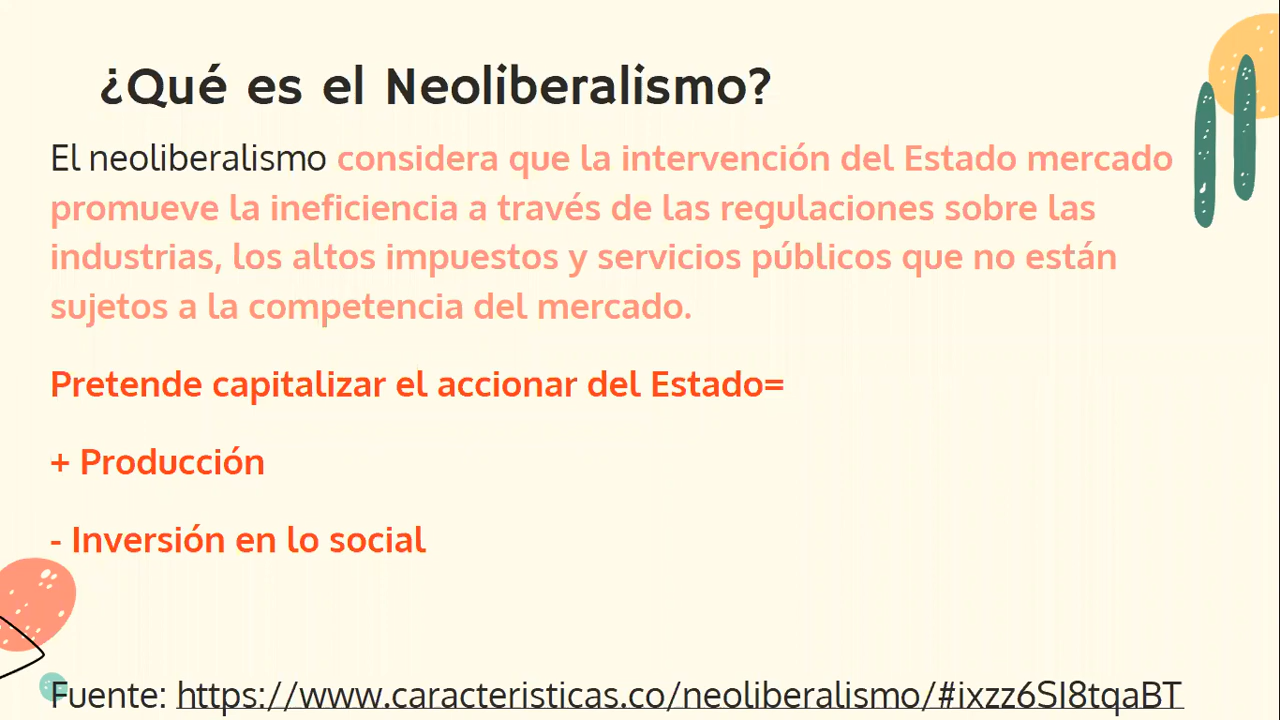 ¿Qué es el Neoliberalismo?
El neoliberalismo considera que la intervención del Estado mercado
promueve la ineficiencia a través de las regulaciones sobre las
industrias, los altos impuestos y servicios públicos que no están
sujetos a la competencia del mercado.
Pretende capitalizar el accionar del Estado=
+ Producción
- Inversión en lo social
Fuente: https://www.caracteristicas.co/neoliberalismo/#ixzz6SI8tqaBT